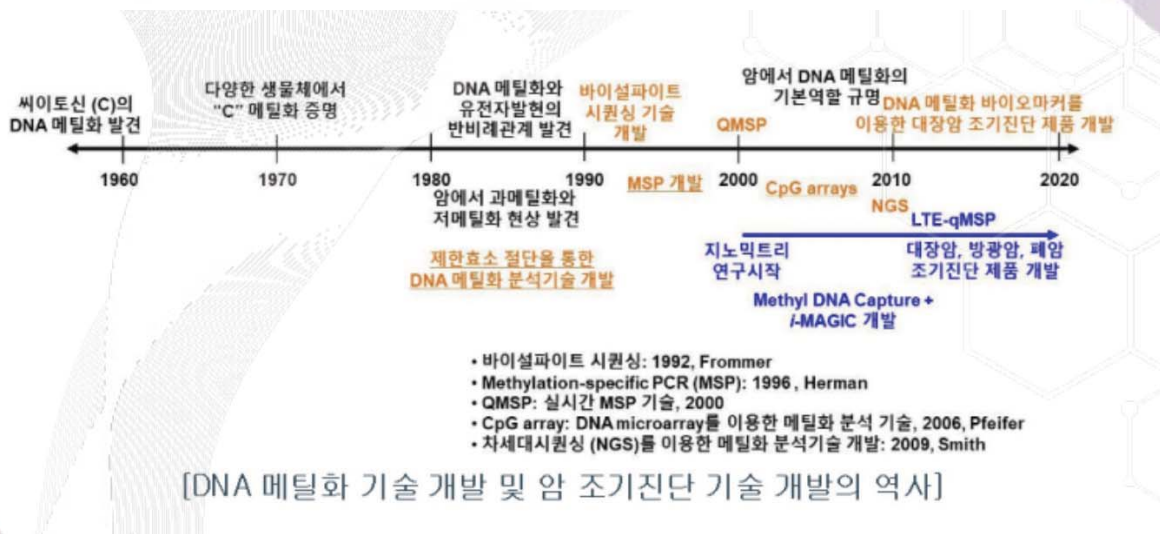 씨이토신 (C)의
DNA 메틸화 발견
다양한 생물체에서
“C” 메틸화 증명
DNA 메틸화와
유전자발현의
반비례관계 발견
바이설파이트
시퀀싱 기술
개발
QMSP
암에서 DNA 메틸화의
기본역할 규명
DNA 메틸화 바이오마커를
이용한 대장암 조기진단 제품 개발
1960
1970
1980
1990
2000
2010
2020
암에서 과메틸화와
저메틸화 현상 발견
MSP 개발
CpG arrays
NGS
제한효소 절단을 통한
DNA 메틸화 분석기술 개발
LTE-qMSP
지노믹트리
연구시작
대장암, 방광암, 폐암
조기진단 제품 개발
Methyl DNA Capture +
i-MAGIC 개발
• 바이설파이트 시퀀싱: 1992, Frommer
• Methylation-specific PCR (MSP): 1996, Herman
• QMSP: 실시간 MSP 기술, 2000
• CpG array: DNA microarray를 이용한 메틸화 분석 기술, 2006, Pfeifer
• 차세대시퀀싱 (NGS)를 이용한 메틸화 분석기술 개발: 2009, Smith
[DNA 메틸화 기술 개발 및 암 조기진단 기술 개발의 역사]